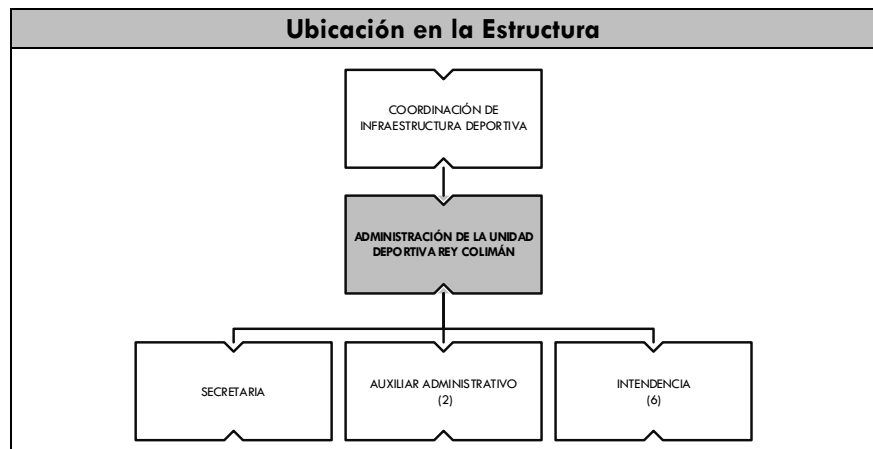 Ubicación en la Estructura
COORDINACIÓN DE
INFRAESTRUCTURA DEPORTIVA
ADMINISTRACIÓN DE LA UNIDAD
DEPORTIVA REY COLIMÁN
SECRETARIA
AUXILIAR ADMINISTRATIVO
(2)
INTENDENCIA
(6)